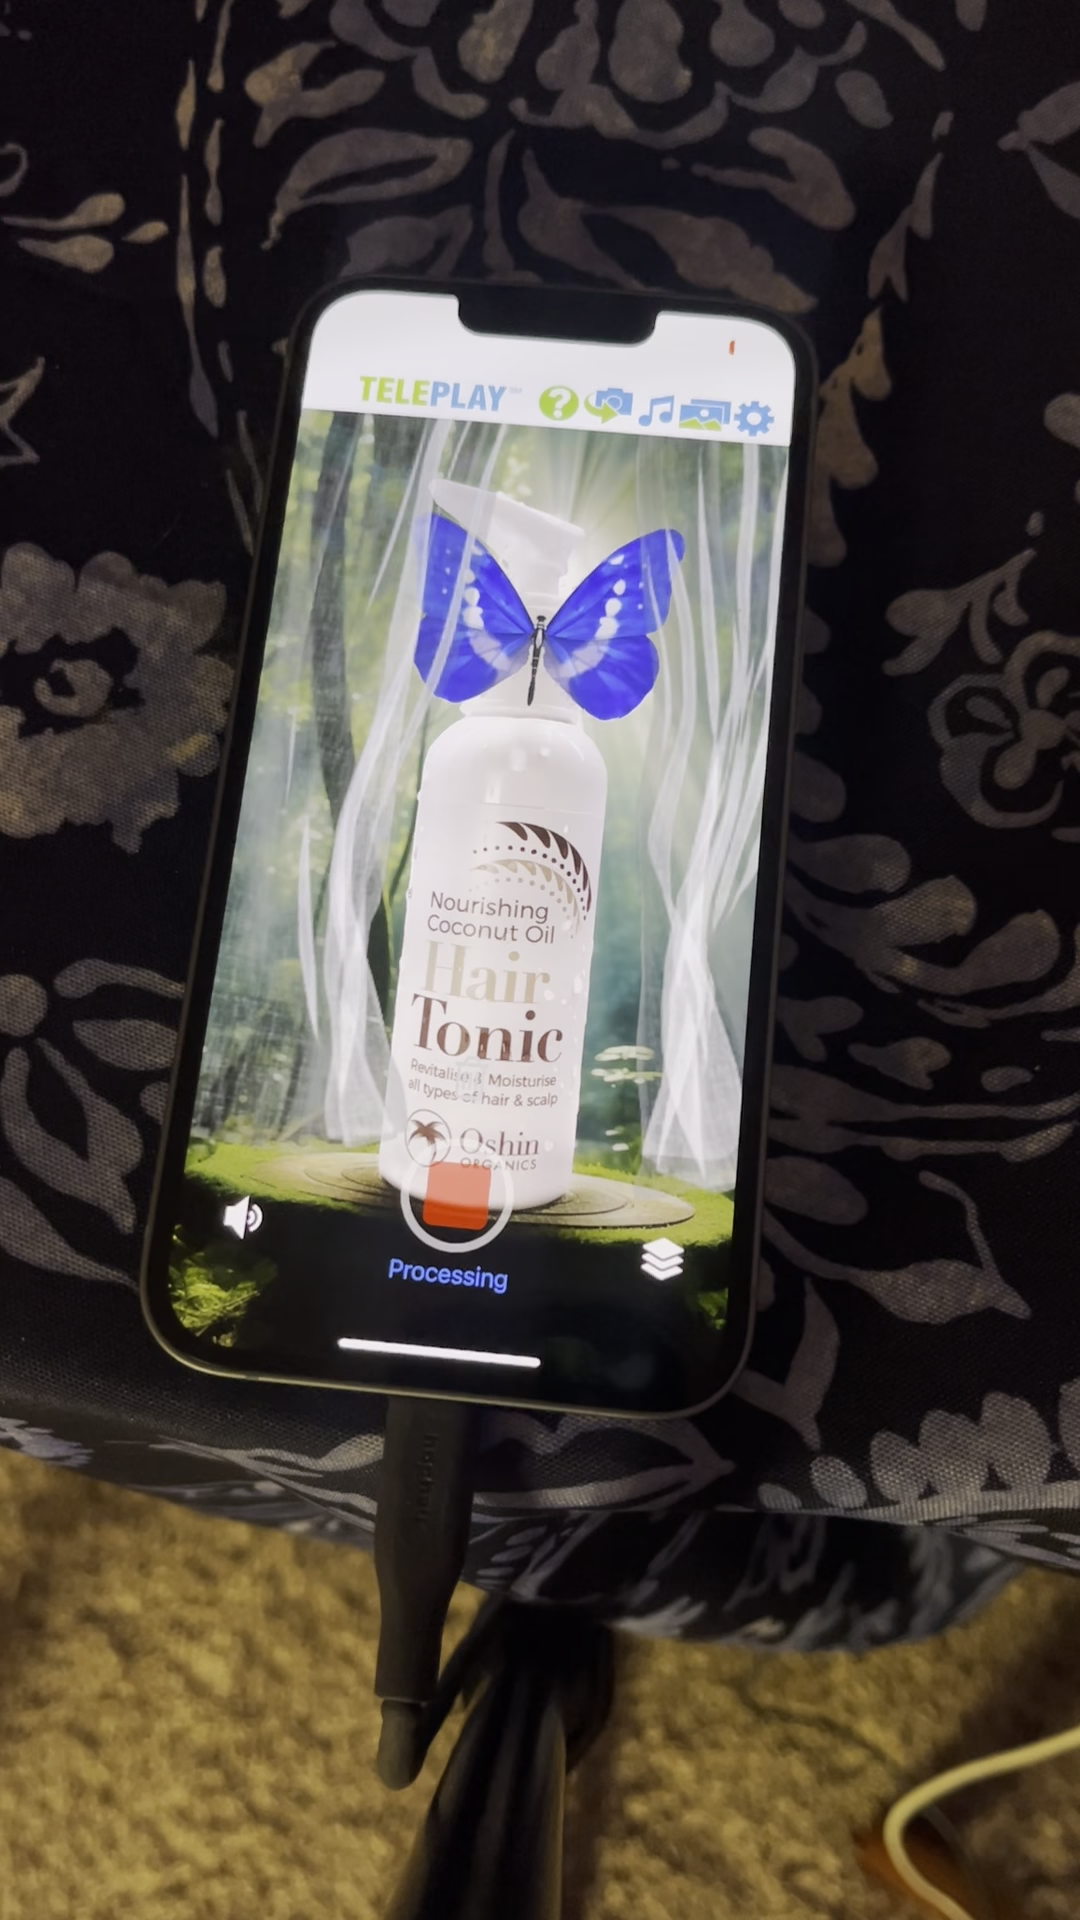 TELEPLAY
Nourishing
Coconut Oil
Hair
Tonic
Revitalise & Moisturise
all types of hair & scalp
Oshin
ORGANICS
Processing